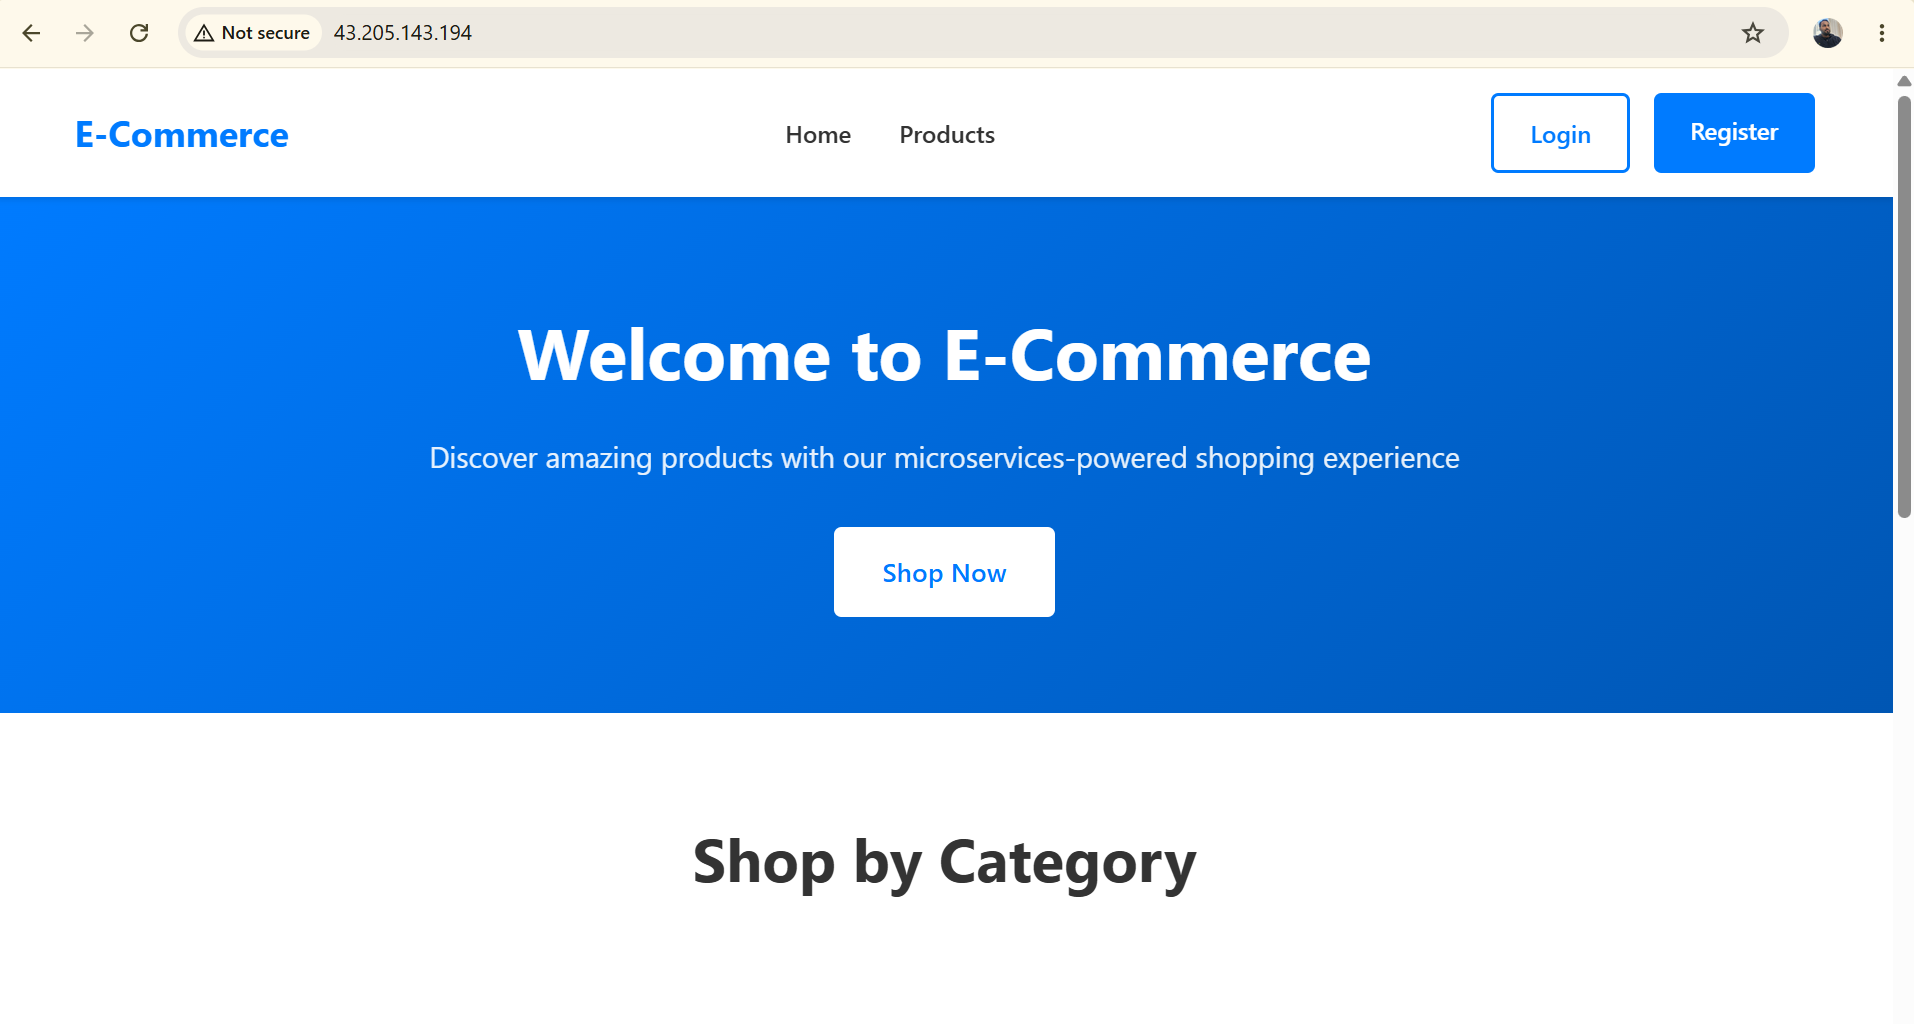 Not secure 43.205.143.194
E-Commerce Home Products Login Register
Welcome to E-Commerce
Discover amazing products with our microservices-powered shopping experience
Shop Now
Shop by Category